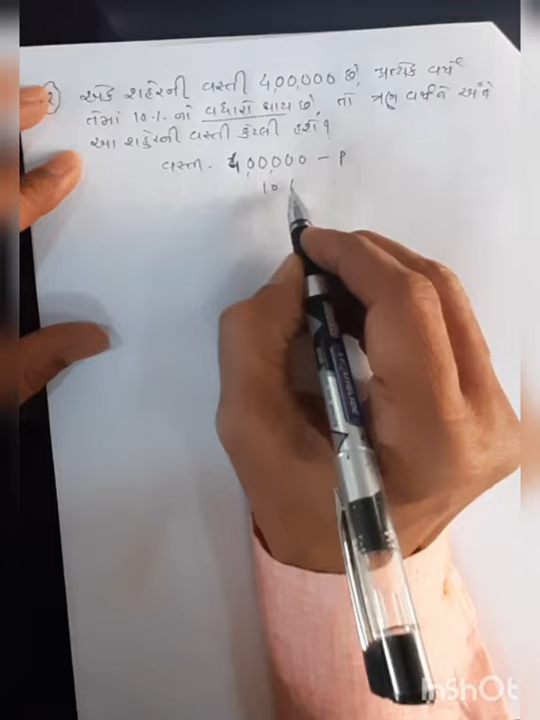 એક શહેરની વસ્તી 4,00,000 છે, પ્રત્યેક વર્ષે
તેમાં 10% નો વધારો થાય છે, તો ત્રણ વર્ષને અંતે
આ શહેરની વસ્તી કેટલી હશે?
વસ્તી - 4,00,000 - P
10
InShOt